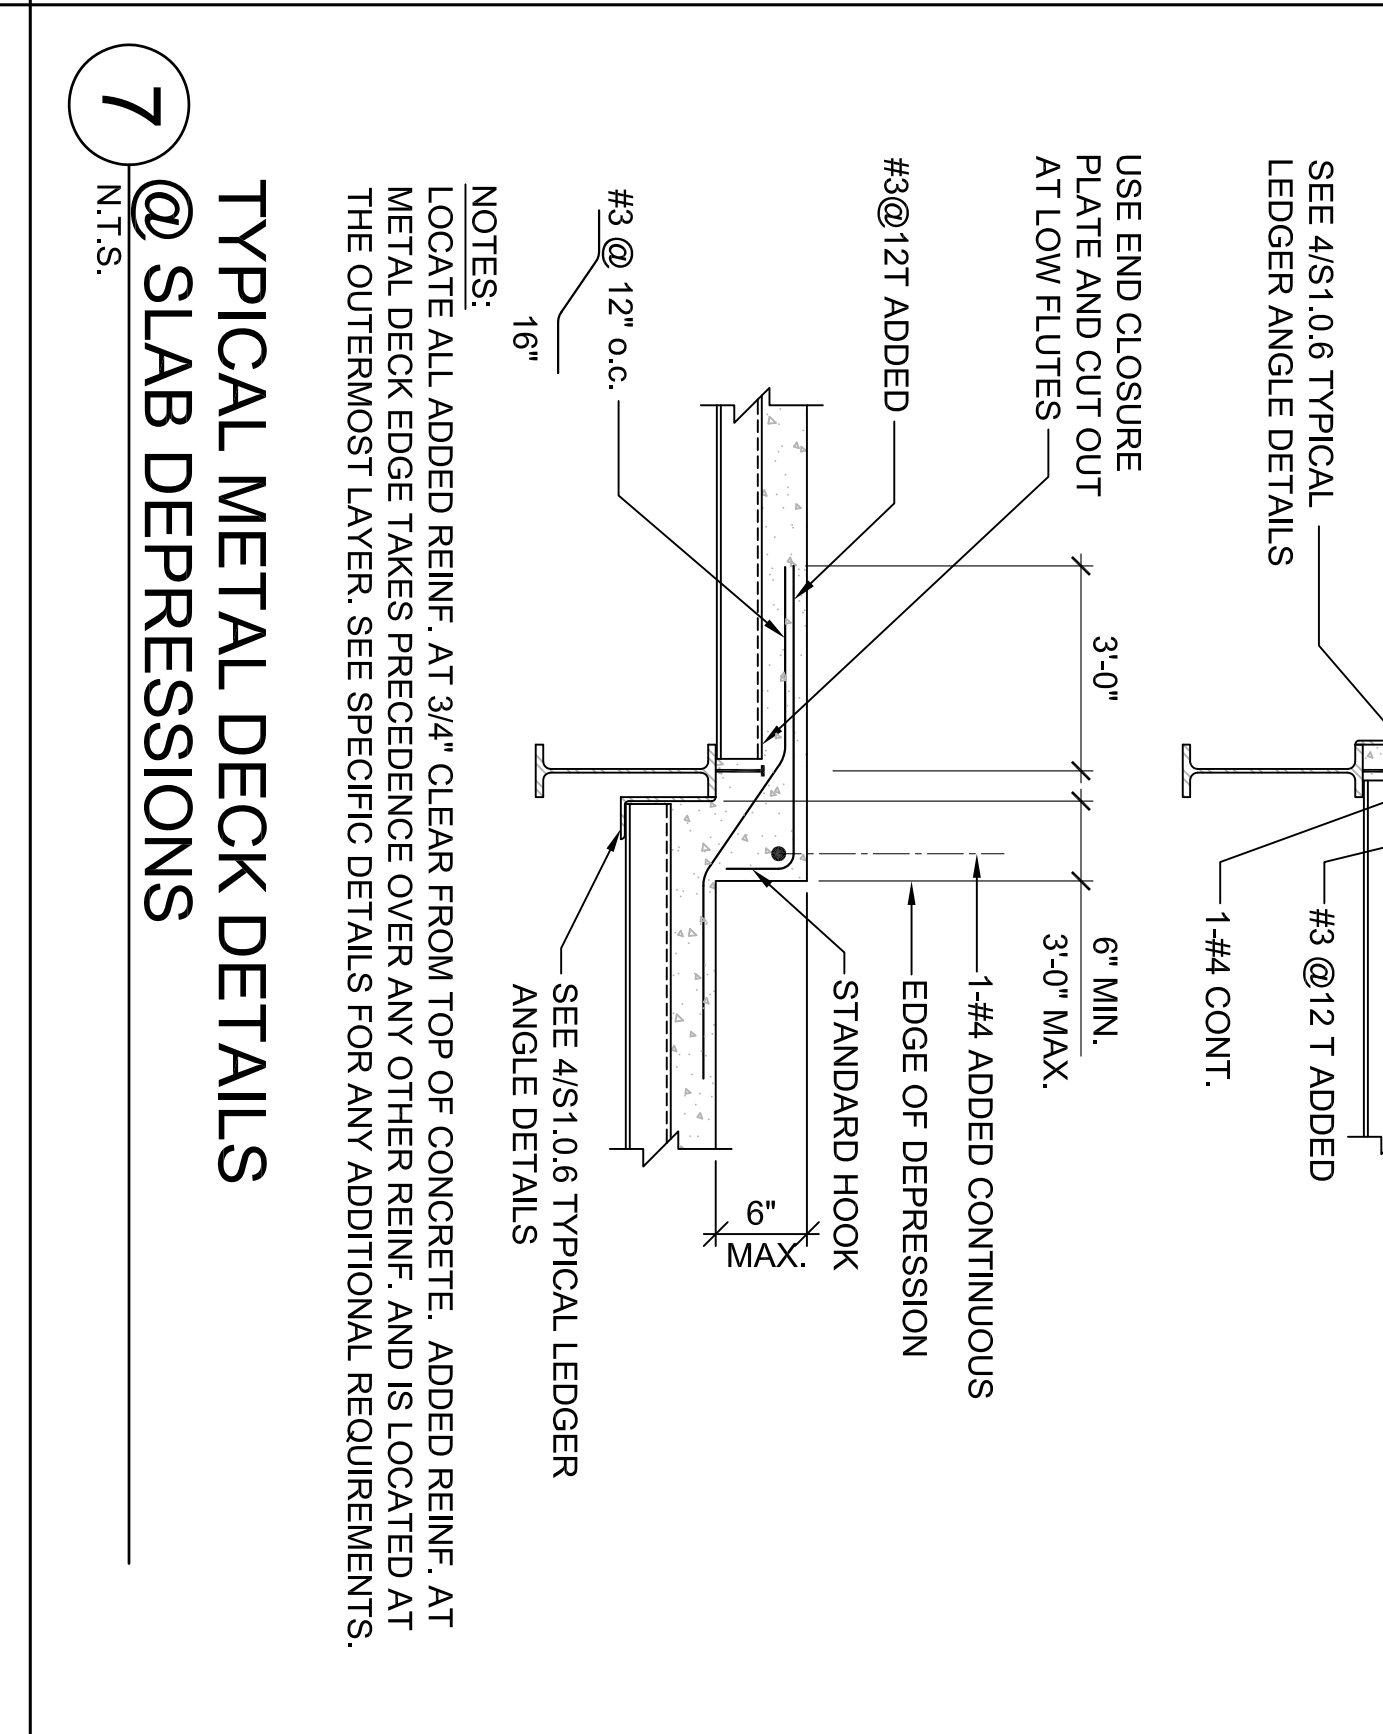 SEE 4/S1.0.6 TYPICAL
LEDGER ANGLE DETAILS
#3 @12 T ADDED
1-#4 CONT.
USE END CLOSURE
PLATE AND CUT OUT
AT LOW FLUTES
3'-0"
6" MIN.
3'-0" MAX.
1-#4 ADDED CONTINUOUS
#3@12T ADDED
EDGE OF DEPRESSION
STANDARD HOOK
6"
MAX.
#3 @ 12" o.c.
16"
SEE 4/S1.0.6 TYPICAL LEDGER
ANGLE DETAILS
NOTES:
LOCATE ALL ADDED REINF. AT 3/4" CLEAR FROM TOP OF CONCRETE. ADDED REINF. AT
METAL DECK EDGE TAKES PRECEDENCE OVER ANY OTHER REINF. AND IS LOCATED AT
THE OUTERMOST LAYER. SEE SPECIFIC DETAILS FOR ANY ADDITIONAL REQUIREMENTS.
TYPICAL METAL DECK DETAILS
7
@ SLAB DEPRESSIONS
N.T.S.